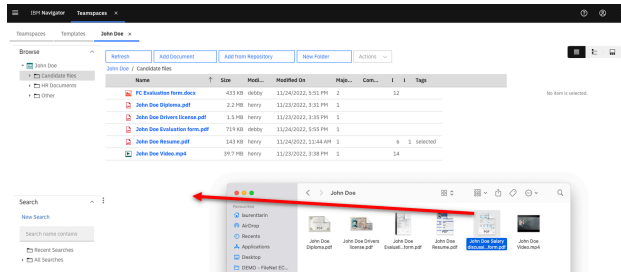 IBM Navigator Teamspaces ×
Teamspaces Templates John Doe ×
Browse
John Doe
Candidate files
HR Documents
Other
Refresh Add Document Add from Repository New Folder Actions
John Doe / Candidate files
Name ↑ Size Modi... Modified On Maje... Com... I I Tags
FC Evaluation form.docx 433 KB debby 11/24/2022, 5:51 PM 2 12
John Doe Diploma.pdf 2.2 MB henry 11/23/2022, 3:31 PM 1
John Doe Drivers license.pdf 1.5 MB henry 11/23/2022, 3:35 PM 1
John Doe Evaluation form.pdf 719 KB debby 11/24/2022, 5:55 PM 1
John Doe Resume.pdf 143 KB henry 11/24/2022, 11:44 AM 1 6 1 selected
John Doe Video.mp4 39.7 MB henry 11/23/2022, 3:38 PM 1 14
No item is selected.
Search
New Search
Search name contains
Recent Searches
All Searches
John Doe
Favourites
laurenttarin
AirDrop
Recents
Applications
Desktop
DEMO - FileNet EC...
John Doe Diploma.pdf
John Doe Drivers license.pdf
John Doe Evaluati...form.pdf
John Doe Resume.pdf
John Doe Salary discussi...form.pdf
John Doe Video.mp4